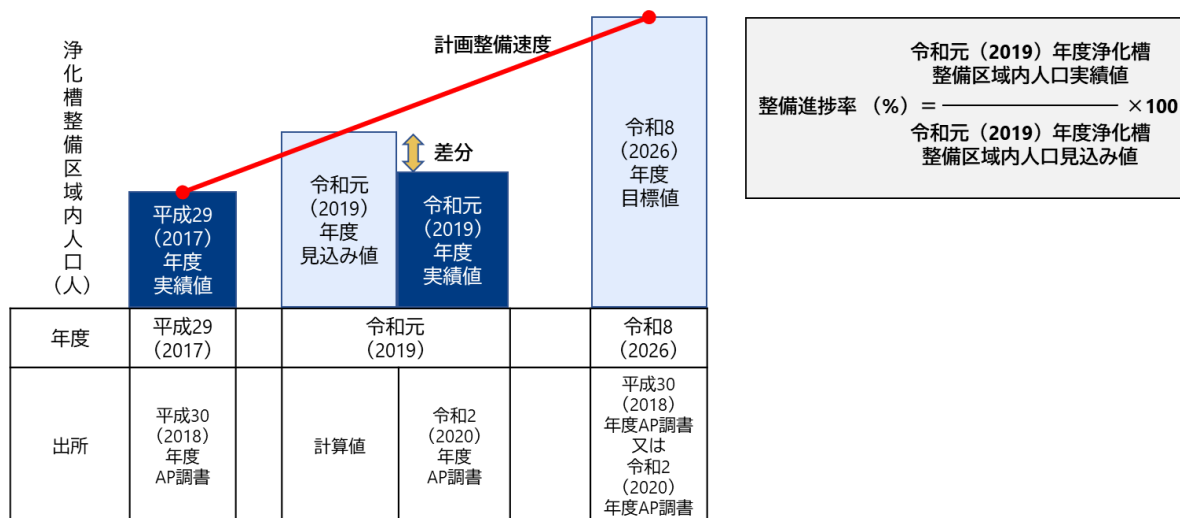 浄化槽整備区域内人口(人)
計画整備速度
差分
平成29
(2017)
年度
実績値
令和元
(2019)
年度
見込み値
令和元
(2019)
年度
実績値
令和8
(2026)
年度
目標値
年度
平成29
(2017)
令和元
(2019)
令和8
(2026)
出所
平成30
(2018)
年度
AP調書
計算値
令和2
(2020)
年度
AP調書
平成30
(2018)
年度AP調書
又は
令和2
(2020)
年度AP調書
令和元(2019)年度浄化槽
整備区域内人口実績値
整備進捗率 (%)= ×100
令和元(2019)年度浄化槽
整備区域内人口見込み値